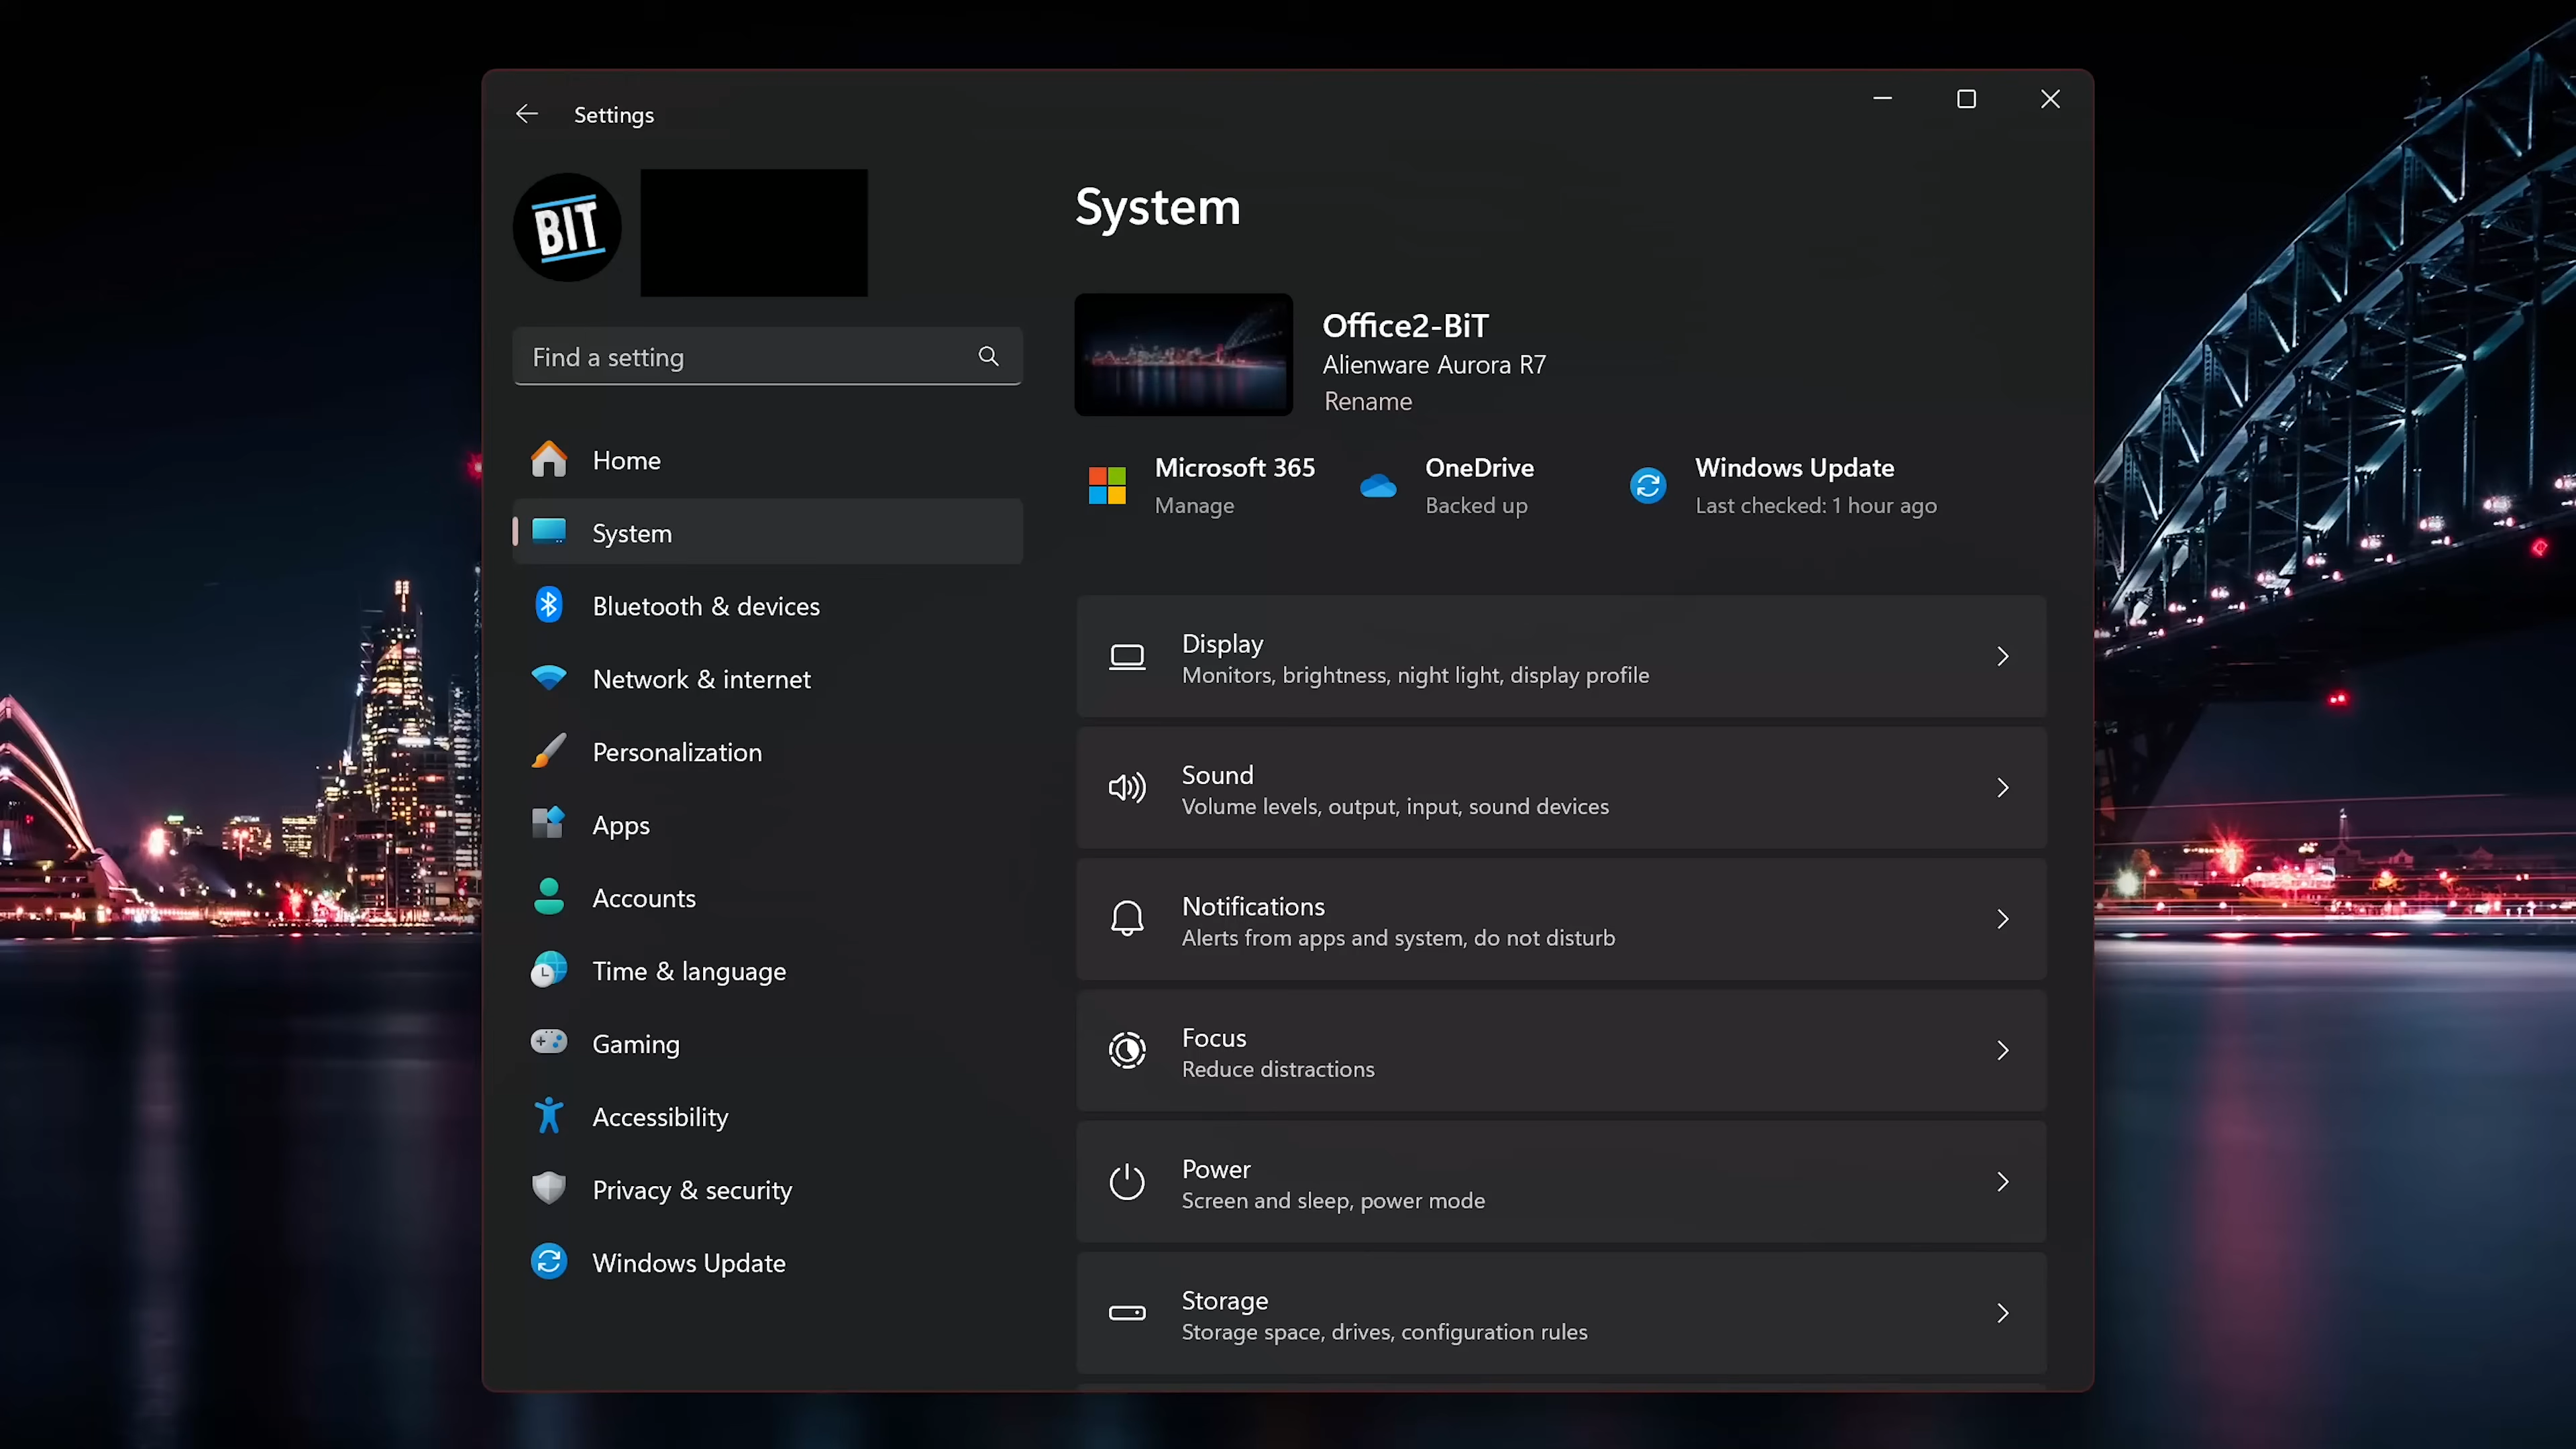 Settings
BIT
Find a setting
Home
System
Bluetooth & devices
Network & internet
Personalization
Apps
Accounts
Time & language
Gaming
Accessibility
Privacy & security
Windows Update
System
Office2-BiT
Alienware Aurora R7
Rename
Microsoft 365
Manage
OneDrive
Backed up
Windows Update
Last checked: 1 hour ago
Display
Monitors, brightness, night light, display profile
Sound
Volume levels, output, input, sound devices
Notifications
Alerts from apps and system, do not disturb
Focus
Reduce distractions
Power
Screen and sleep, power mode
Storage
Storage space, drives, configuration rules